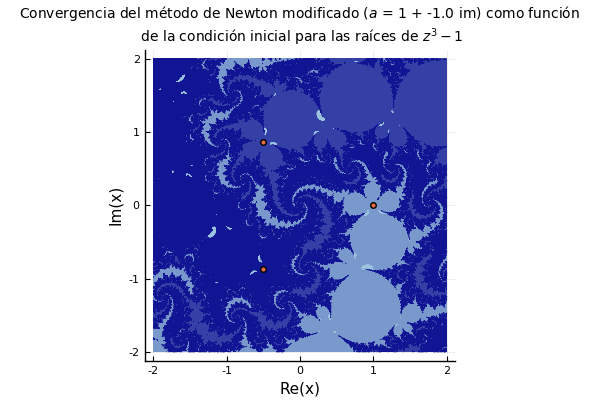 Convergencia del método de Newton modificado (a = 1 + -1.0 im) como función
de la condición inicial para las raíces de z³ − 1
2
1
0
-1
-2
Im(x)
-2 -1 0 1 2
Re(x)